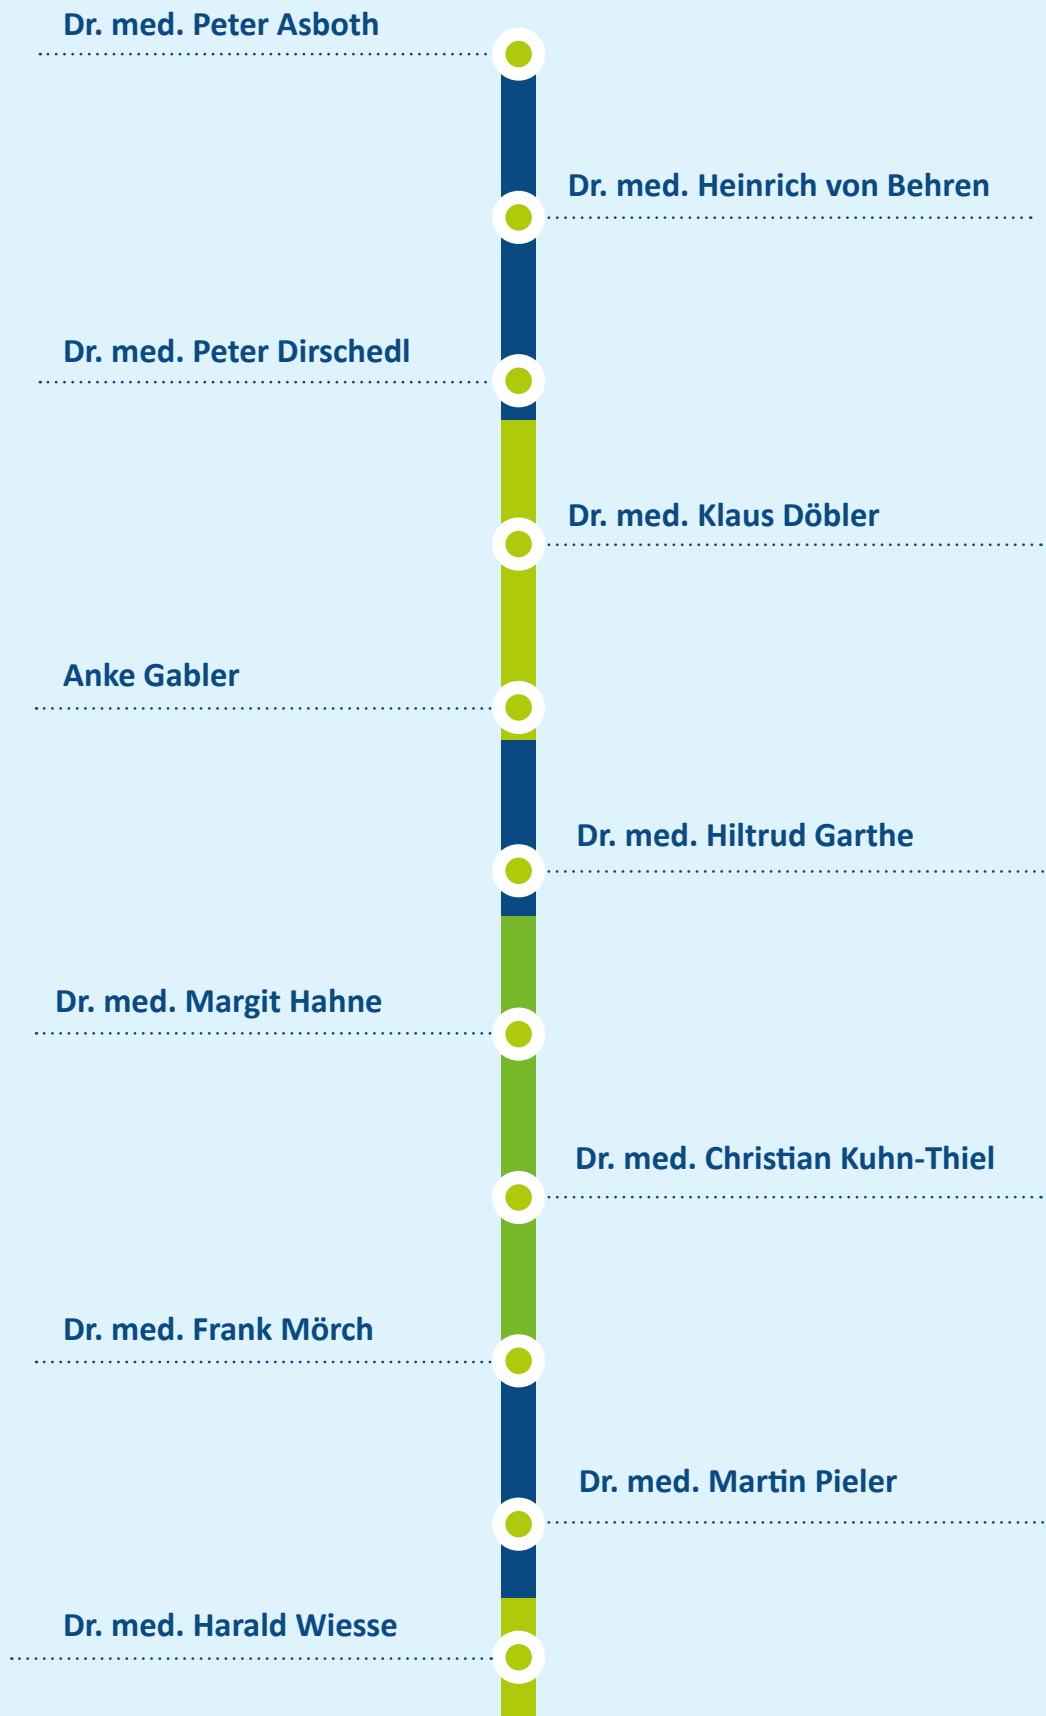 Dr. med. Peter Asboth
Dr. med. Heinrich von Behren
Dr. med. Peter Dirschedl
Dr. med. Klaus Döbler
Anke Gabler
Dr. med. Hiltrud Garthe
Dr. med. Margit Hahne
Dr. med. Christian Kuhn-Thiel
Dr. med. Frank Mörch
Dr. med. Martin Pieler
Dr. med. Harald Wiesse